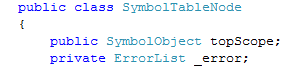 public class SymbolTableNode
{
public SymbolObject topScope;
private ErrorList _error;